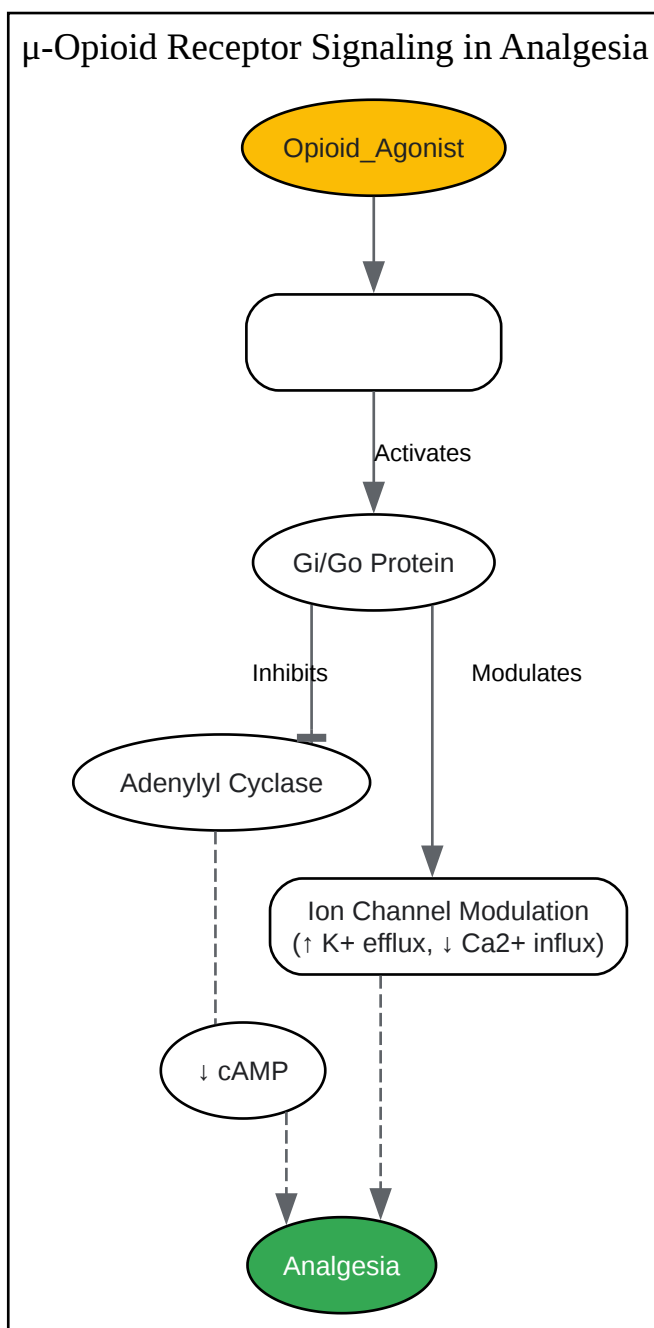 μ-Opioid Receptor Signaling in Analgesia
Opioid_Agonist
Activates
Gi/Go Protein
Inhibits
Modulates
Adenylyl Cyclase
Ion Channel Modulation
(↑ K+ efflux, ↓ Ca2+ influx)
↓ cAMP
Analgesia